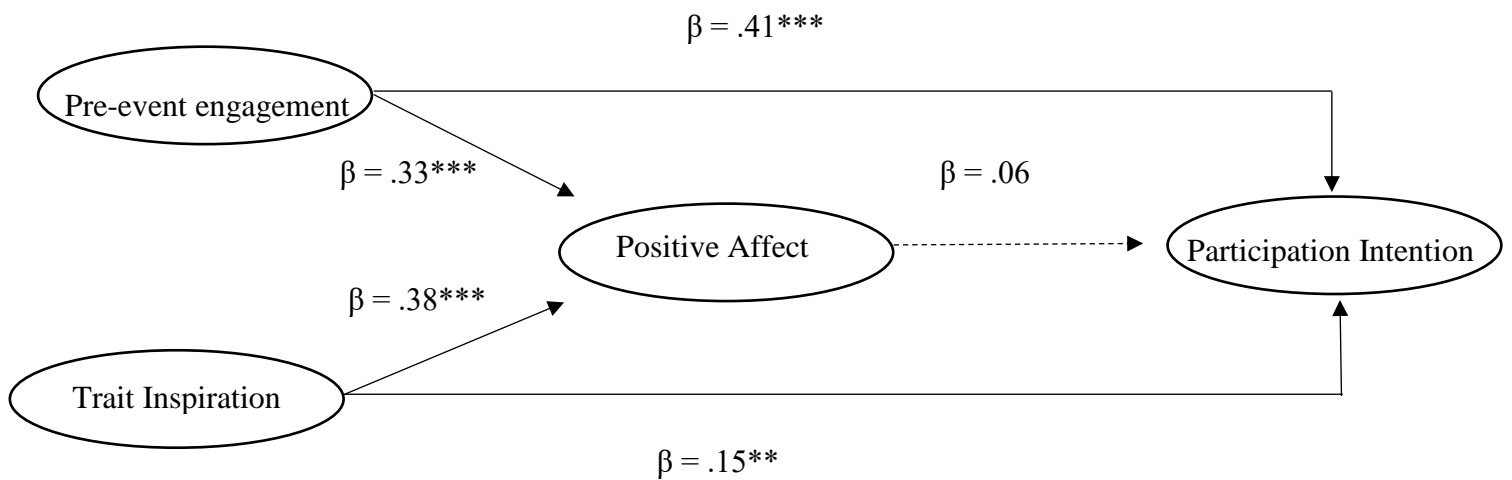 β = .41***
Pre-event engagement
β = .33***
β = .06
Positive Affect
Participation Intention
β = .38***
Trait Inspiration
β = .15**